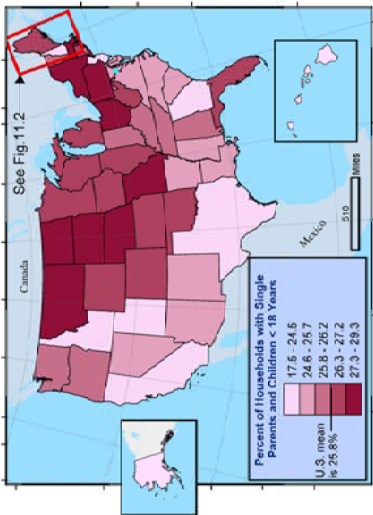 See Fig.11.2
Canada
Mexico
510
Miles
Percent of Households with Single
Parents and Children < 18 Years
17.5 - 24.5
24.6 - 25.7
25.8 - 26.2
26.3 - 27.2
27.3 - 29.3
U.S. mean
is 25.8%